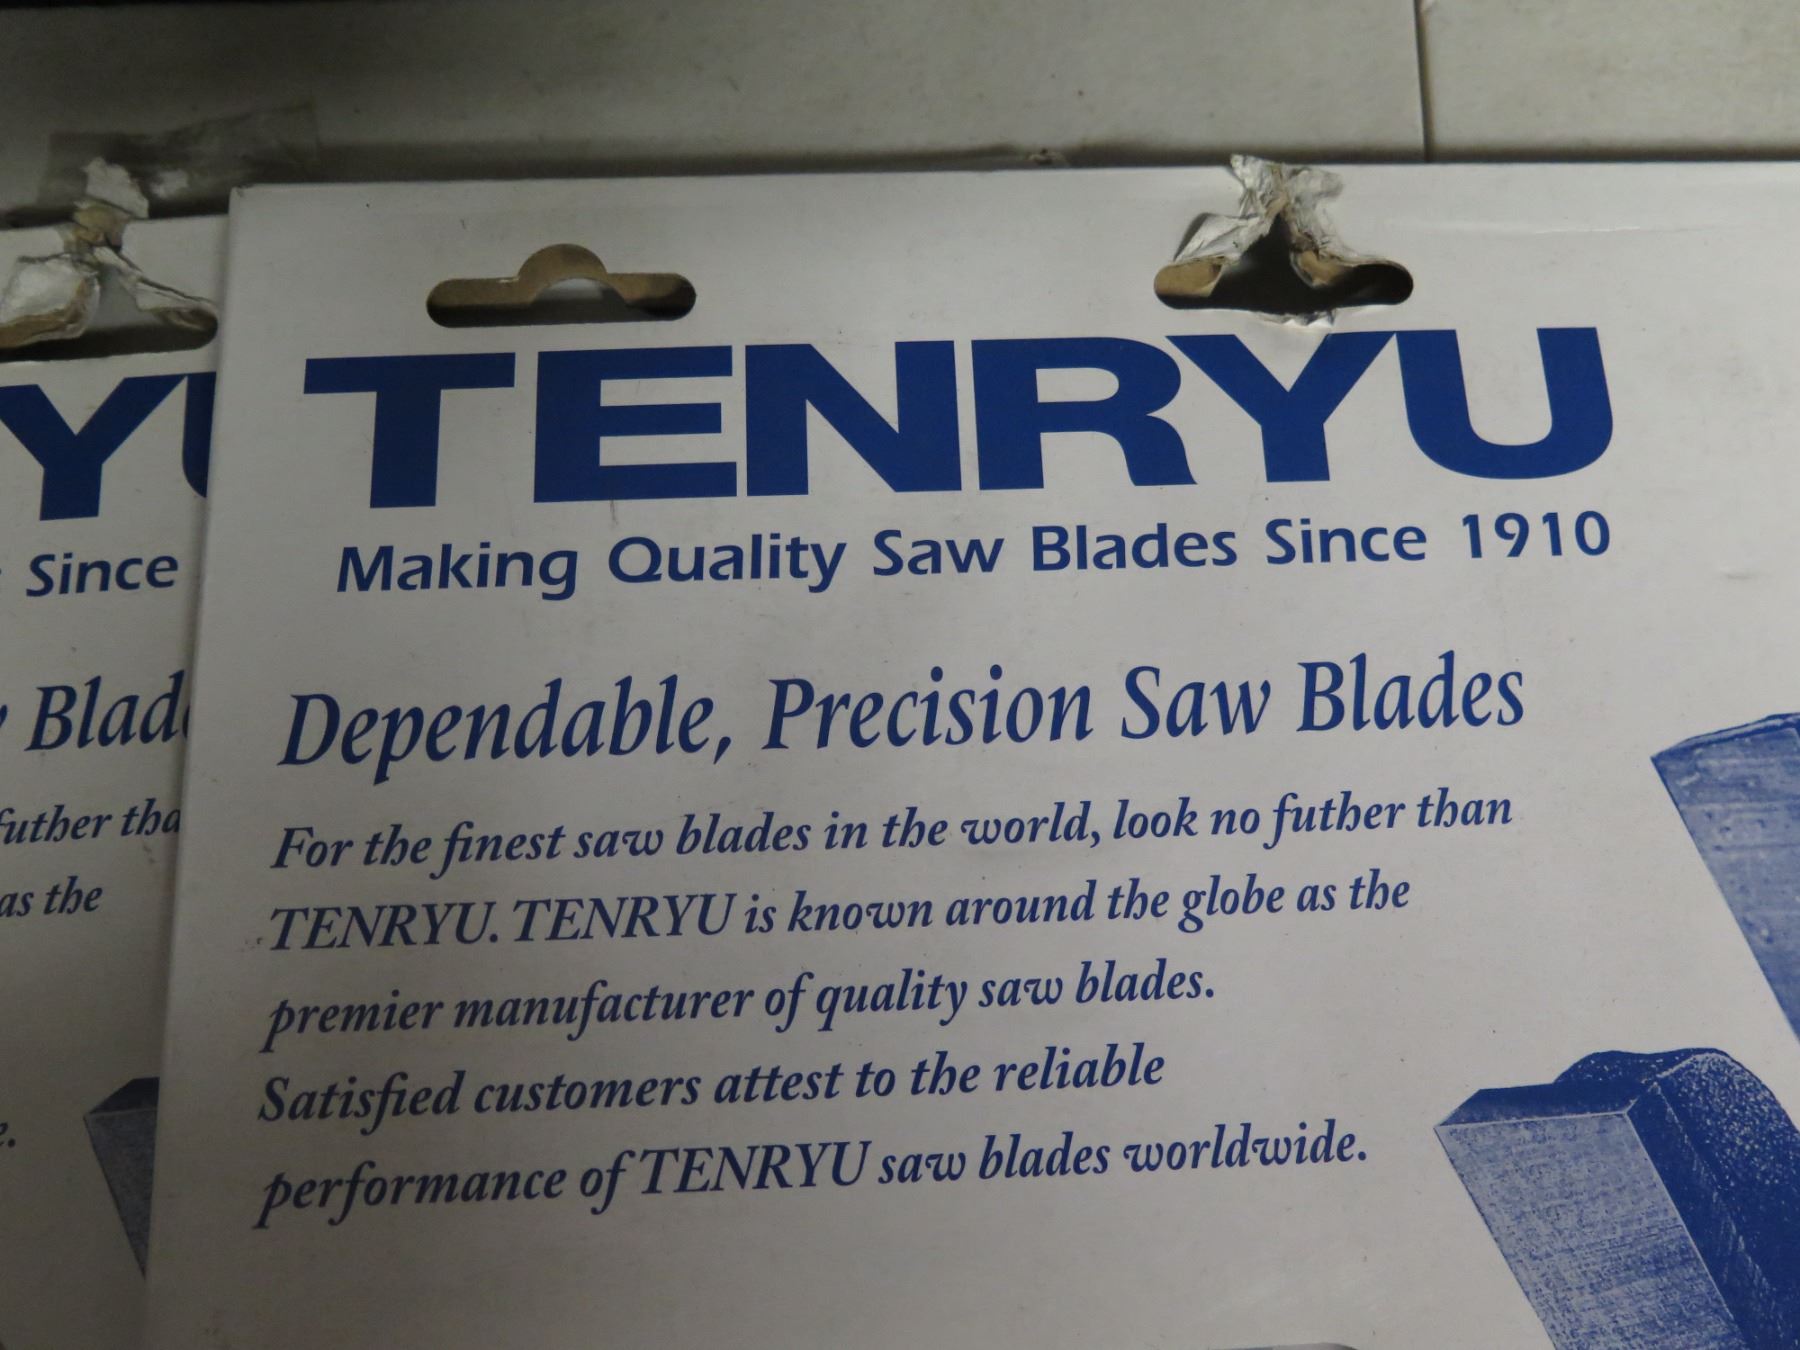 TENRYU
Making Quality Saw Blades Since 1910
Dependable, Precision Saw Blades
For the finest saw blades in the world, look no futher than
TENRYU. TENRYU is known around the globe as the
premier manufacturer of quality saw blades.
Satisfied customers attest to the reliable
performance of TENRYU saw blades worldwide.
YU
Since
Blad
futher tha
as the
e.